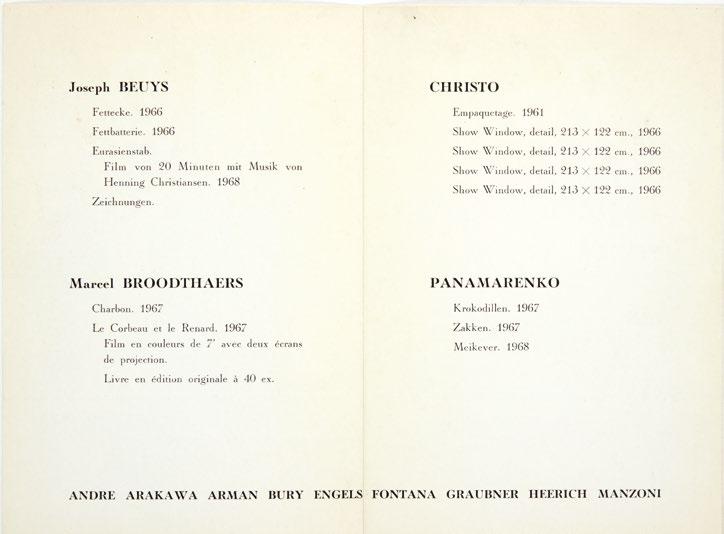 Joseph BEUYS
Fettecke. 1966
Fettbatterie. 1966
Eurasienstab.
Film von 20 Minuten mit Musik von
Henning Christiansen. 1968
Zeichnungen.
Marcel BROODTHAERS
Charbon. 1967
Le Corbeau et le Renard. 1967
Film en couleurs de 7' avec deux écrans
de projection.
Livre en édition originale à 40 ex.
CHRISTO
Empaquetage. 1961
Show Window, detail, 213 × 122 cm., 1966
Show Window, detail, 213 × 122 cm., 1966
Show Window, detail, 213 × 122 cm., 1966
Show Window, detail, 213 × 122 cm., 1966
PANAMARENKO
Krokodillen. 1967
Zakken. 1967
Meikever. 1968
ANDRE ARAKAWA ARMAN BURY ENGELS FONTANA GRAUBNER HEERICH MANZONI